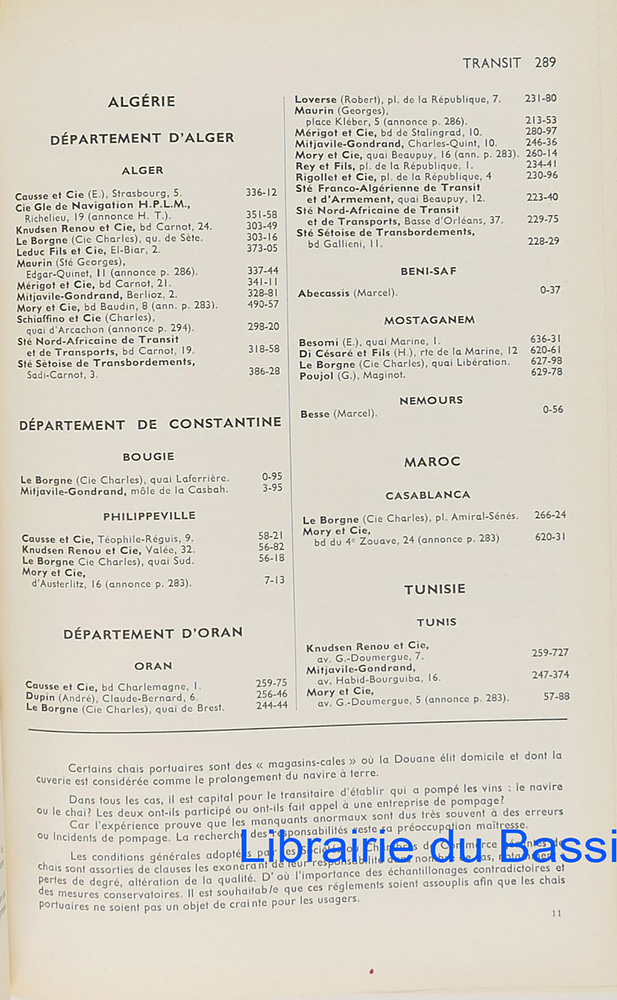 TRANSIT 289
ALGÉRIE
DÉPARTEMENT D'ALGER
ALGER
Causse et Cie (E.), Strasbourg, 5. 336-12
Cie Gle de Navigation H.P.L.M.,
Richelieu, 19 (annonce H. T.). 351-58
Knudsen Renou et Cie, bd Carnot, 24. 303-49
Le Borgne (Cie Charles), qu. de Sète. 303-16
Leduc Fils et Cie, El-Biar, 2. 373-05
Maurin (Sté Georges),
Edgar-Quinet, 11 (annonce p. 286). 337-44
Mérigot et Cie, bd Carnot, 21. 341-11
Mitjavile-Gondrand, Berlioz, 2. 328-81
Mory et Cie, bd Baudin, 8 (ann. p. 283). 490-57
Schiaffino et Cie (Charles),
quai d'Arcachon (annonce p. 294). 298-20
Sté Nord-Africaine de Transit
et de Transports, bd Carnot, 19. 318-58
Sté Sétoise de Transbordements,
Sadi-Carnot, 3. 386-28
DÉPARTEMENT DE CONSTANTINE
BOUGIE
Le Borgne (Cie Charles), quai Laferrière. 0-95
Mitjavile-Gondrand, môle de la Casbah. 3-95
PHILIPPEVILLE
Causse et Cie, Téophile-Réguis, 9. 58-21
Knudsen Renou et Cie, Valée, 32. 56-82
Le Borgne Cie Charles), quai Sud. 56-18
Mory et Cie,
d'Austerlitz, 16 (annonce p. 283). 7-13
DÉPARTEMENT D'ORAN
ORAN
Causse et Cie, bd Charlemagne, 1. 259-75
Dupin (André), Claude-Bernard, 6. 256-46
Le Borgne (Cie Charles), quai de Brest. 244-44
Loverse (Robert), pl. de la République, 7. 231-80
Maurin (Georges),
place Kléber, 5 (annonce p. 286). 213-53
Mérigot et Cie, bd de Stalingrad, 10. 280-97
Mitjavile-Gondrand, Charles-Quint, 10. 246-36
Mory et Cie, quai Beaupuy, 16 (ann. p. 283). 260-14
Rey et Fils, pl. de la République, 1. 234-41
Rigollet et Cie, pl. de la République, 4 230-96
Sté Franco-Algérienne de Transit
et d'Armement, quai Beaupuy, 12. 223-40
Sté Nord-Africaine de Transit
et de Transports, Basse d'Orléans, 37. 229-75
Sté Sétoise de Transbordements,
bd Gallieni, 11. 228-29
BENI-SAF
Abecassis (Marcel). 0-37
MOSTAGANEM
Besomi (E.), quai Marine, 1. 636-31
Di Césaré et Fils (H.), rte de la Marine, 12 620-61
Le Borgne (Cie Charles), quai Libération. 627-98
Poujol (G.), Maginot. 629-78
NEMOURS
Besse (Marcel). 0-56
MAROC
CASABLANCA
Le Borgne (Cie Charles), pl. Amiral-Sénés. 266-24
Mory et Cie,
bd du 4e Zouave, 24 (annonce p. 283) 620-31
TUNISIE
TUNIS
Knudsen Renou et Cie,
av. G.-Doumergue, 7. 259-727
Mitjavile-Gondrand,
av. Habid-Bourguiba, 16. 247-374
Mory et Cie,
av. G.-Doumergue, 5 (annonce p. 283). 57-88
Certains chais portuaires sont des « magasins-cales » où la Douane élit domicile et dont la
cuverie est considérée comme le prolongement du navire à terre.
Dans tous les cas, il est capital pour le transitaire d'établir qui a pompé les vins : le navire
ou le chai? Les deux ont-ils participé ou ont-ils fait appel à une entreprise de pompage?
Car l'expérience prouve que les manquants anormaux sont dus très souvent à des erreurs
ou incidents de pompage. La recherche des responsabilités reste la préoccupation maîtresse.
Les conditions générales adoptées par les
chais sont assorties de clauses les exonérant de leur responsabilité
pertes de degré, altération de la qualité. D'où l'importance des échantillonages contradictoires et
des mesures conservatoires. Il est souhaitable que ces règlements soient assouplis afin que les chais
portuaires ne soient pas un objet de crainte pour les usagers.
Librairie du Bassi
11